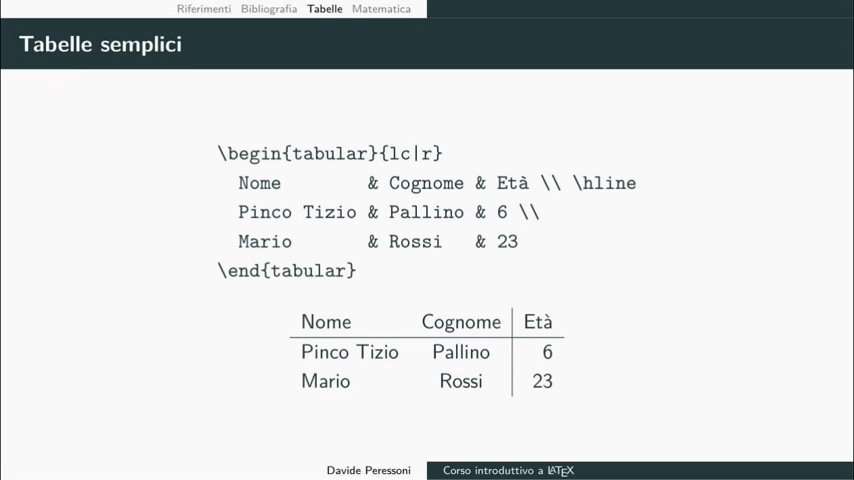 Riferimenti Bibliografia Tabelle Matematica
Tabelle semplici
\begin{tabular}{lc|r}
Nome & Cognome & Età \\ \hline
Pinco Tizio & Pallino & 6 \\
Mario & Rossi & 23
\end{tabular}
Nome Cognome Età
Pinco Tizio Pallino 6
Mario Rossi 23
Davide Peressoni Corso introduttivo a LATEX